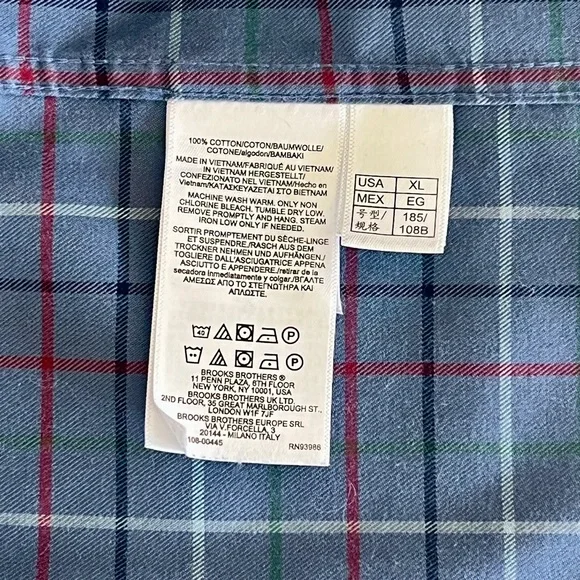 100% COTTON/COTON/BAUMWOLLE/
COTONE/algodon/BAMBAKI
MADE IN VIETNAM/FABRIQUÉ AU VIETNAM/
IN VIETNAM HERGESTELLT/
CONFEZIONATO NEL VIETNAM/Hecho en
Vietnam/ΚΑΤΑΣΚΕΥΑΖΕΤΑΙ ΣΤΟ ΒΙΕΤΝΑΜ
MACHINE WASH WARM. ONLY NON
CHLORINE BLEACH. TUMBLE DRY LOW.
REMOVE PROMPTLY AND HANG. STEAM
IRON LOW ONLY IF NEEDED.
SORTIR PROMPTEMENT DU SÈCHE-LINGE
ET SUSPENDRE./RASCH AUS DEM
TROCKNER NEHMEN UND AUFHÄNGEN/
TOGLIERE DALL'ASCIUGATRICE APPENA
ASCIUTTO E APPENDERE./retirar de la
secadora inmediatamente y colgar./ΒΓΑΛΤΕ
ΑΜΕΣΩΣ ΑΠΟ ΤΟ ΣΤΕΓΝΩΤΗΡΙΟ ΚΑΙ
ΑΠΛΩΣΤΕ.
40 P
P
BROOKS BROTHERS ®
11 PENN PLAZA, 6TH FLOOR
NEW YORK, NY 10001, USA
BROOKS BROTHERS UK LTD.
2ND FLOOR, 35 GREAT MARLBOROUGH ST.,
LONDON W1F 7JF
BROOKS BROTHERS EUROPE SRL
VIA V.FORCELLA, 3
20144 - MILANO ITALY
108-00445 RN93986
USA XL
MEX EG
号型/ 185/
规格 108B